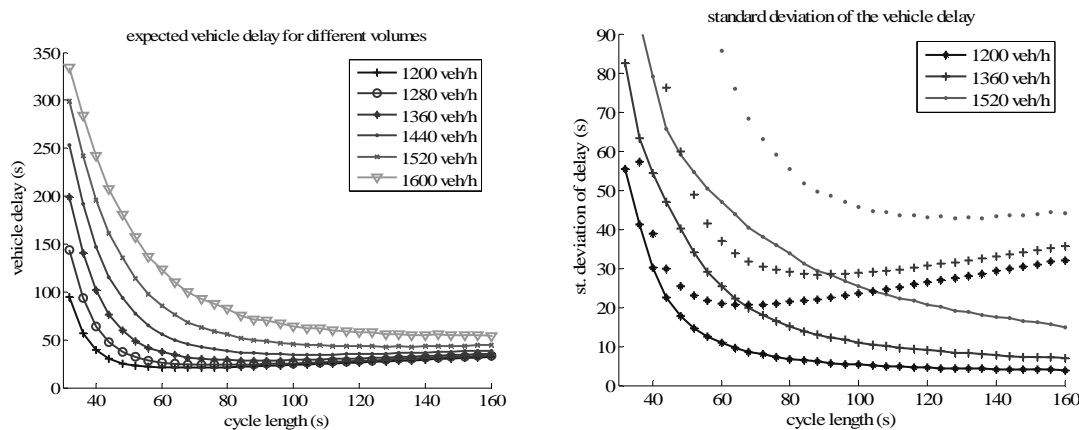 expected vehicle delay for different volumes
350
300
250
200
150
100
50
0
vehicle delay (s)
40 60 80 100 120 140 160
cycle length (s)
1200 veh/h
1280 veh/h
1360 veh/h
1440 veh/h
1520 veh/h
1600 veh/h
standard deviation of the vehicle delay
90
80
70
60
50
40
30
20
10
0
st. deviation of delay (s)
40 60 80 100 120 140 160
cycle length (s)
1200 veh/h
1360 veh/h
1520 veh/h